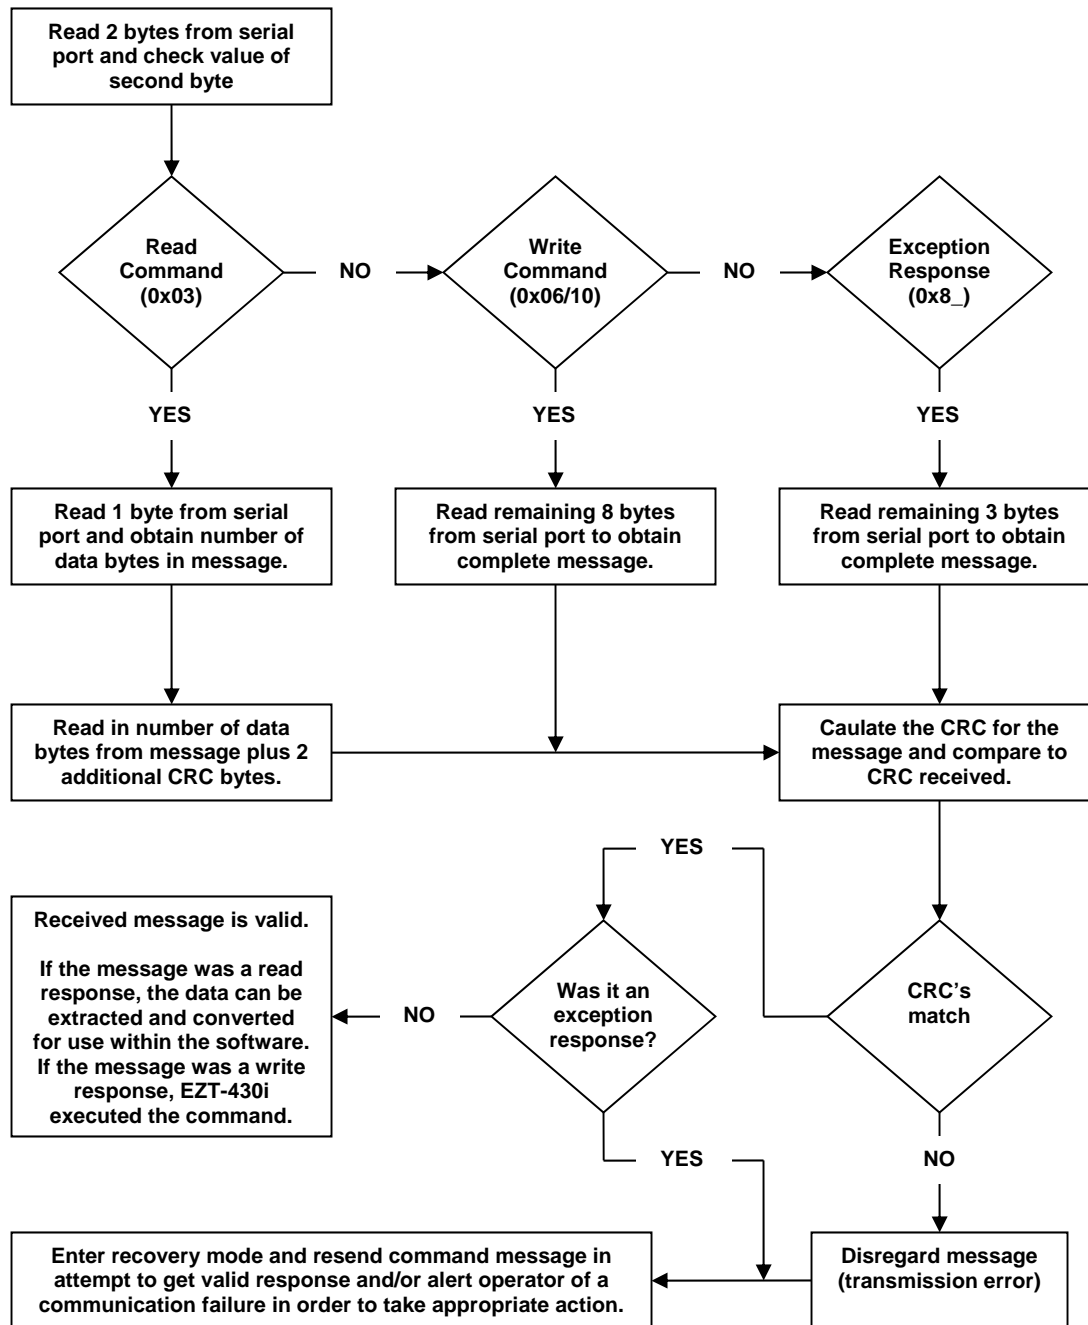 Read 2 bytes from serial
port and check value of
second byte
Read
Command
(0x03)
NO
Write
Command
(0x06/10)
NO
Exception
Response
(0x8_)
YES
YES
YES
Read 1 byte from serial
port and obtain number of
data bytes in message.
Read remaining 8 bytes
from serial port to obtain
complete message.
Read remaining 3 bytes
from serial port to obtain
complete message.
Read in number of data
bytes from message plus 2
additional CRC bytes.
Caulate the CRC for the
message and compare to
CRC received.
YES
Received message is valid.
If the message was a read
response, the data can be
extracted and converted
for use within the software.
If the message was a write
response, EZT-430i
executed the command.
NO
Was it an
exception
response?
CRC's
match
YES
NO
Enter recovery mode and resend command message in
attempt to get valid response and/or alert operator of a
communication failure in order to take appropriate action.
Disregard message
(transmission error)